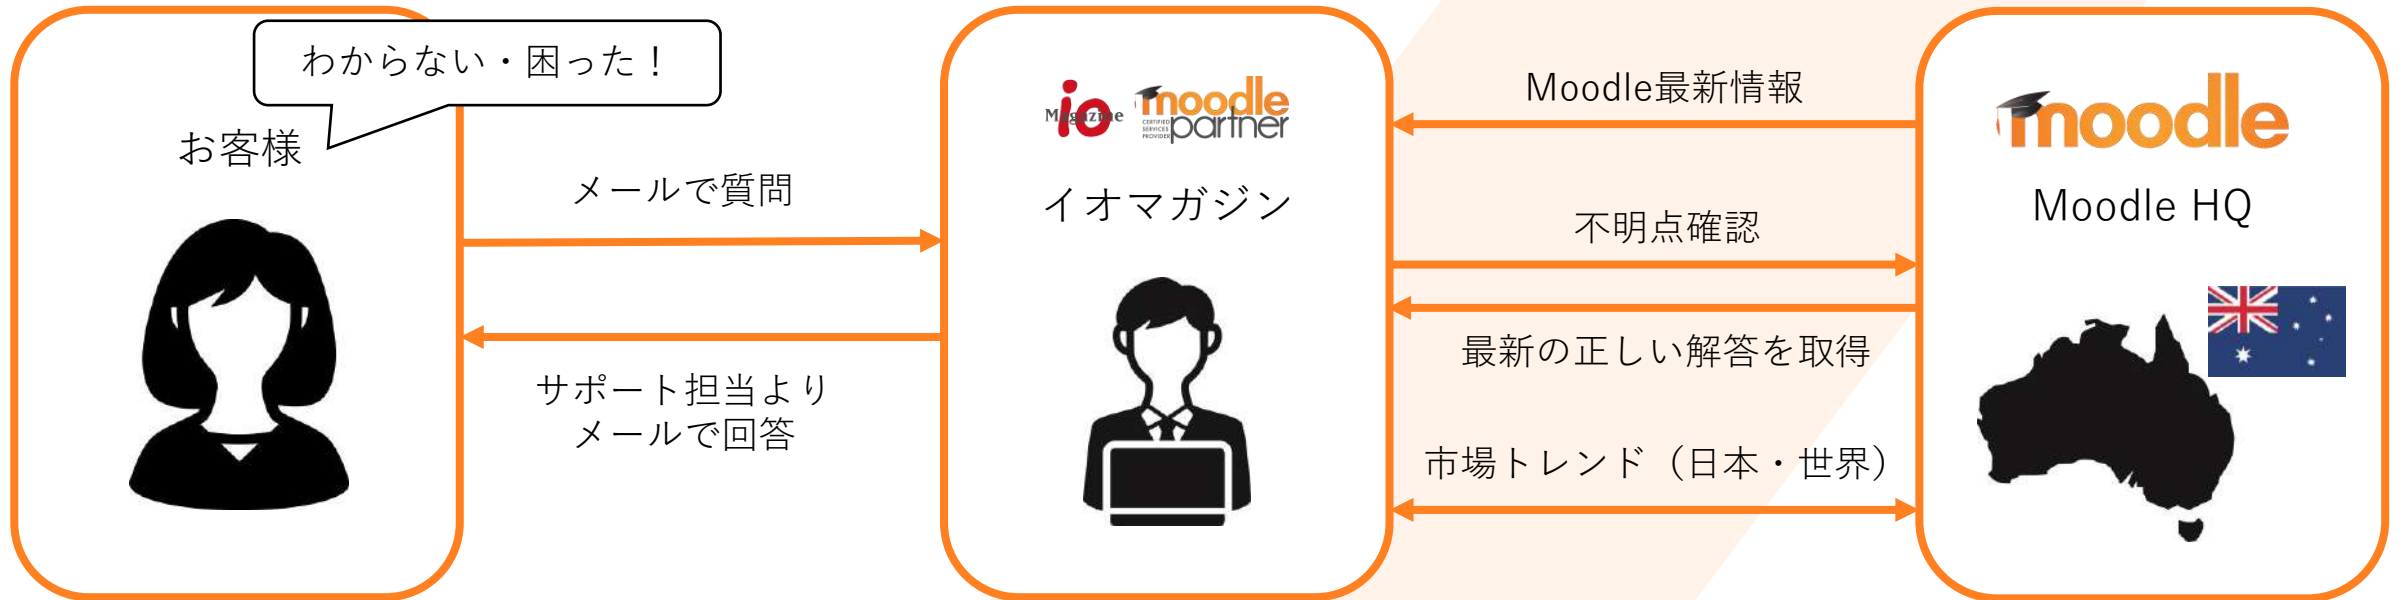 わからない・困った！
お客様
メールで質問
サポート担当より
メールで回答
io
Magazine
moodle
CERTIFIED
SERVICES
PROVIDER
partner
イオマガジン
Moodle最新情報
不明点確認
最新の正しい解答を取得
市場トレンド（日本・世界）
moodle
Moodle HQ